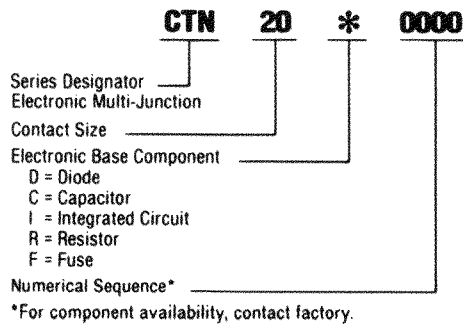 CTN 20 * 0000
Series Designator
Electronic Multi-Junction
Contact Size
Electronic Base Component
D = Diode
C = Capacitor
I = Integrated Circuit
R = Resistor
F = Fuse
Numerical Sequence*
*For component availability, contact factory.